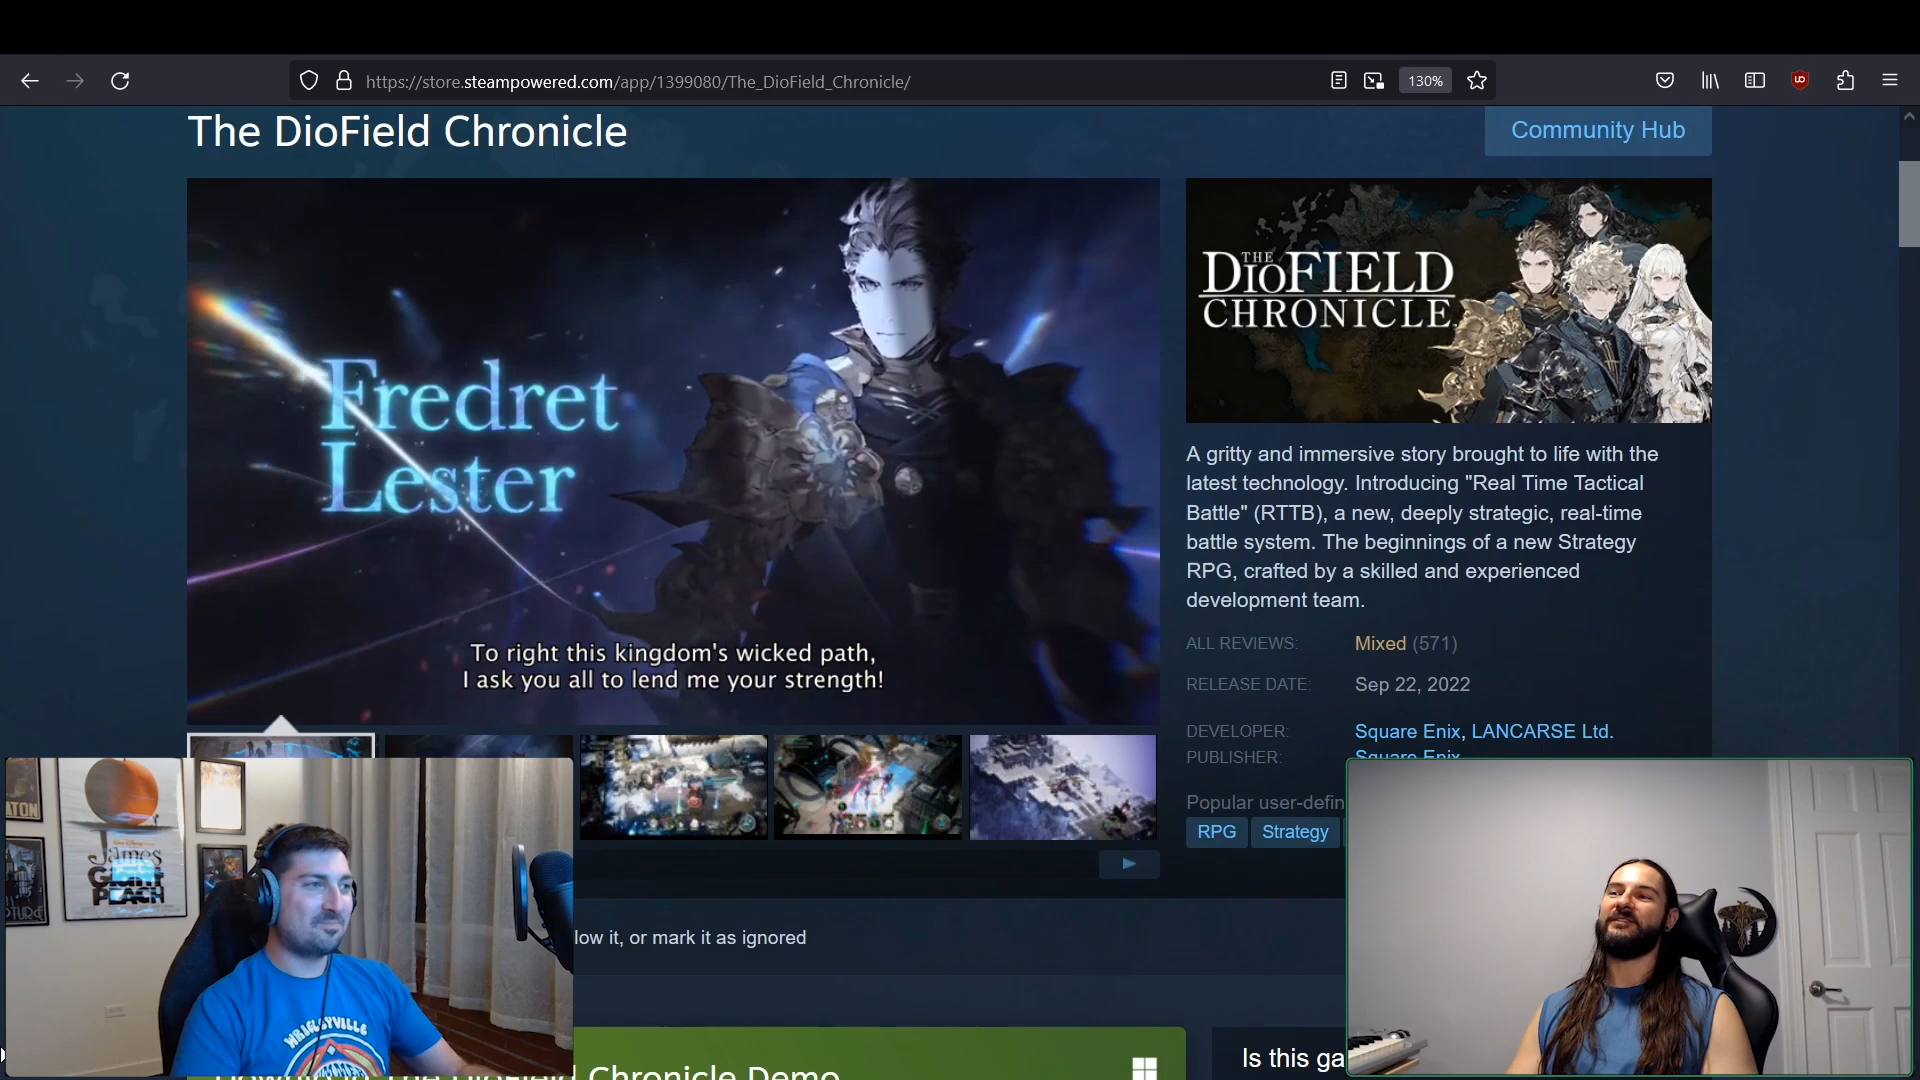 https://store.steampowered.com/app/1399080/The_DioField_Chronicle/
130%
The DioField Chronicle
Community Hub
Fredret
Lester
To right this kingdom's wicked path,
I ask you all to lend me your strength!
THE
DIOFIELD
CHRONICLE
A gritty and immersive story brought to life with the
latest technology. Introducing "Real Time Tactical
Battle" (RTTB), a new, deeply strategic, real-time
battle system. The beginnings of a new Strategy
RPG, crafted by a skilled and experienced
development team.
ALL REVIEWS: Mixed (571)
RELEASE DATE: Sep 22, 2022
DEVELOPER: Square Enix, LANCARSE Ltd.
PUBLISHER: Square Enix
Popular user-defin
RPG Strategy
low it, or mark it as ignored
James
PEACH
WRIGLEYVILLE
Chronicle Demo
Is this ga